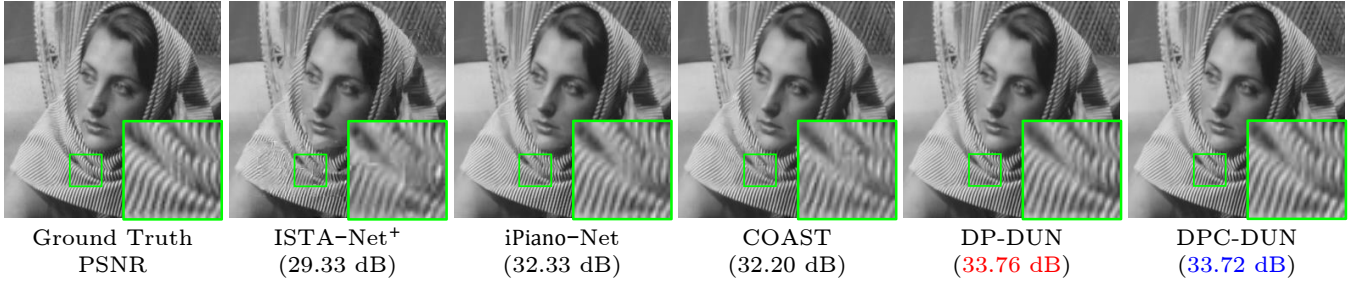 Ground Truth ISTA-Net⁺ iPiano-Net COAST DP-DUN DPC-DUN
PSNR (29.33 dB) (32.33 dB) (32.20 dB) (33.76 dB) (33.72 dB)